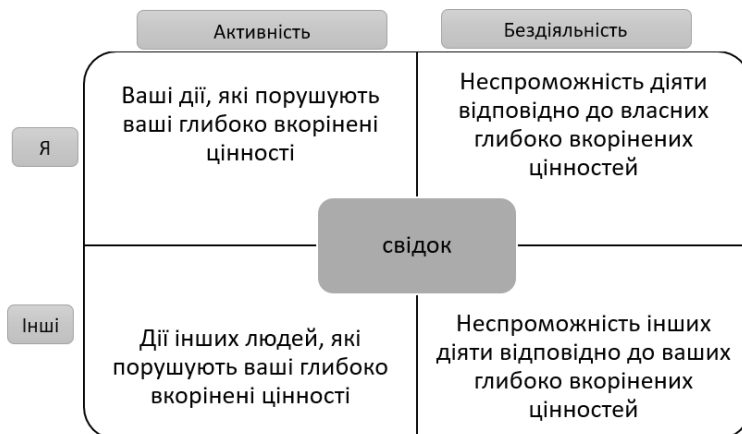 Активність
Бездіяльність
Я
Ваші дії, які порушують
ваші глибоко вкорінені
цінності
Неспроможність діяти
відповідно до власних
глибоко вкорінених
цінностей
свідок
Інші
Дії інших людей, які
порушують ваші глибоко
вкорінені цінності
Неспроможність інших
діяти відповідно до ваших
глибоко вкорінених
цінностей